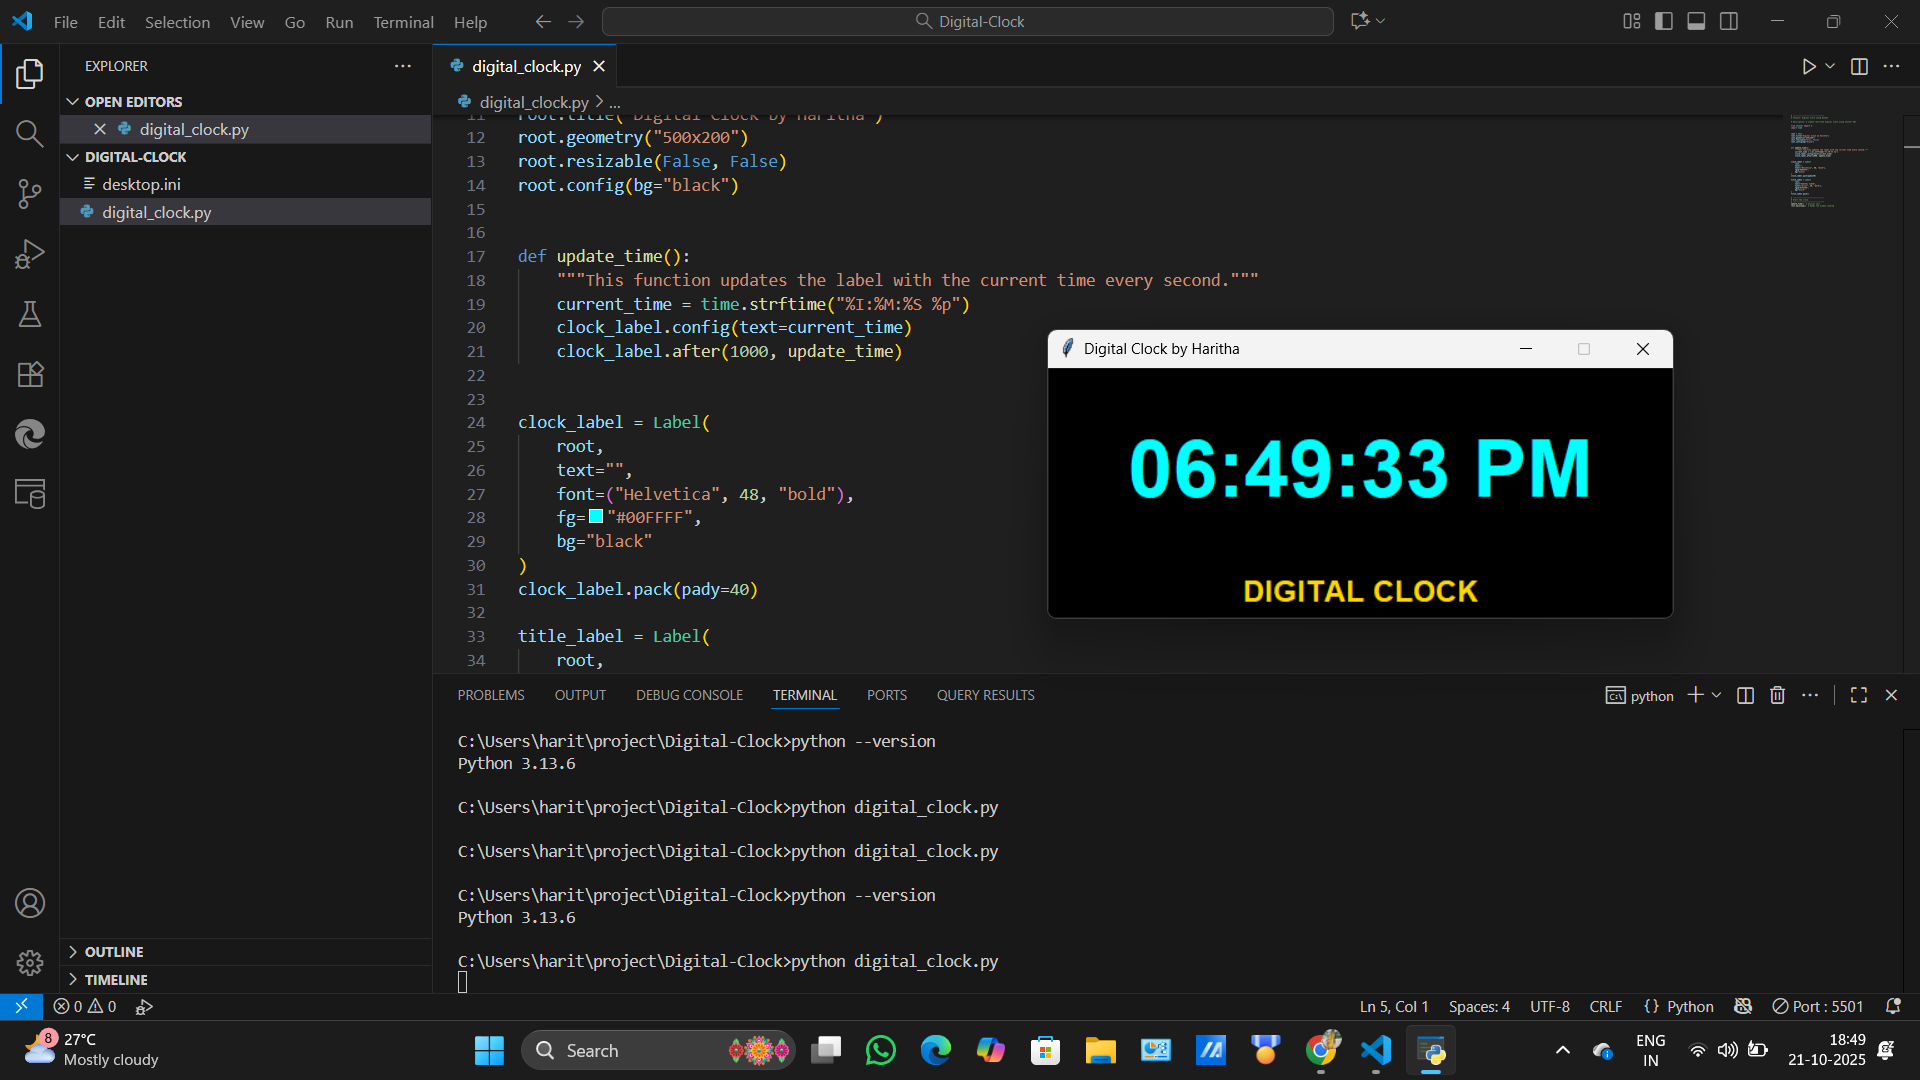 File Edit Selection View Go Run Terminal Help
Digital-Clock
EXPLORER
OPEN EDITORS
digital_clock.py
DIGITAL-CLOCK
desktop.ini
digital_clock.py
OUTLINE
TIMELINE
digital_clock.py
digital_clock.py > ...
11 root.title("Digital Clock by Haritha")
12 root.geometry("500x200")
13 root.resizable(False, False)
14 root.config(bg="black")
15
16
17 def update_time():
18 """This function updates the label with the current time every second."""
19 current_time = time.strftime("%I:%M:%S %p")
20 clock_label.config(text=current_time)
21 clock_label.after(1000, update_time)
22
23
24 clock_label = Label(
25 root,
26 text="",
27 font=("Helvetica", 48, "bold"),
28 fg="#00FFFF",
29 bg="black"
30 )
31 clock_label.pack(pady=40)
32
33 title_label = Label(
34 root,
Digital Clock by Haritha
06:49:33 PM
DIGITAL CLOCK
PROBLEMS OUTPUT DEBUG CONSOLE TERMINAL PORTS QUERY RESULTS
python
C:\Users\harit\project\Digital-Clock>python --version
Python 3.13.6
C:\Users\harit\project\Digital-Clock>python digital_clock.py
C:\Users\harit\project\Digital-Clock>python digital_clock.py
C:\Users\harit\project\Digital-Clock>python --version
Python 3.13.6
C:\Users\harit\project\Digital-Clock>python digital_clock.py
0 0
Ln 5, Col 1 Spaces: 4 UTF-8 CRLF {} Python Port : 5501
8
27°C
Mostly cloudy
Search
ENG
IN
18:49
21-10-2025